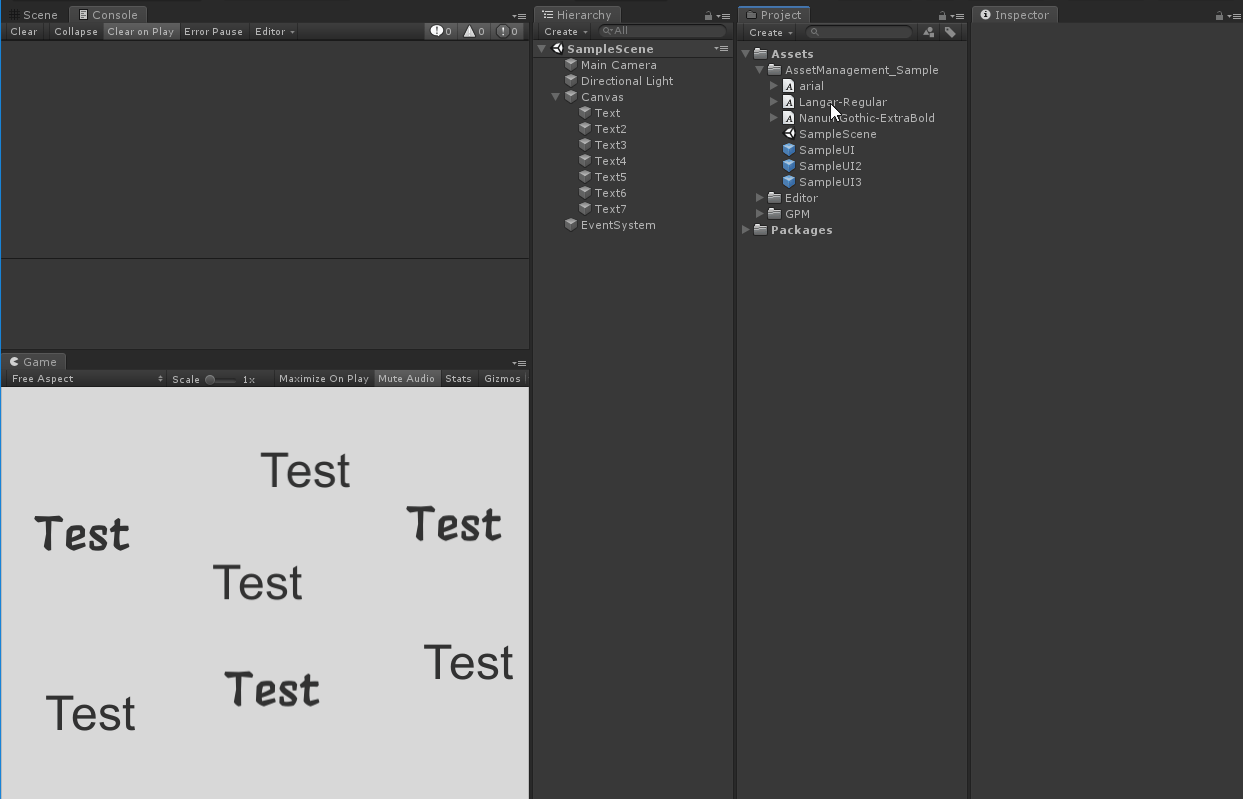 Scene
Console
Clear
Collapse
Clear on Play
Error Pause
Editor
0
0
0
Game
Free Aspect
Scale
1x
Maximize On Play
Mute Audio
Stats
Gizmos
Test
Test
Test
Test
Test
Test
Test
Hierarchy
Create
All
SampleScene
Main Camera
Directional Light
Canvas
Text
Text2
Text3
Text4
Text5
Text6
Text7
EventSystem
Project
Create
Assets
AssetManagement_Sample
arial
Langar-Regular
NanumGothic-ExtraBold
SampleScene
SampleUI
SampleUI2
SampleUI3
Editor
GPM
Packages
Inspector